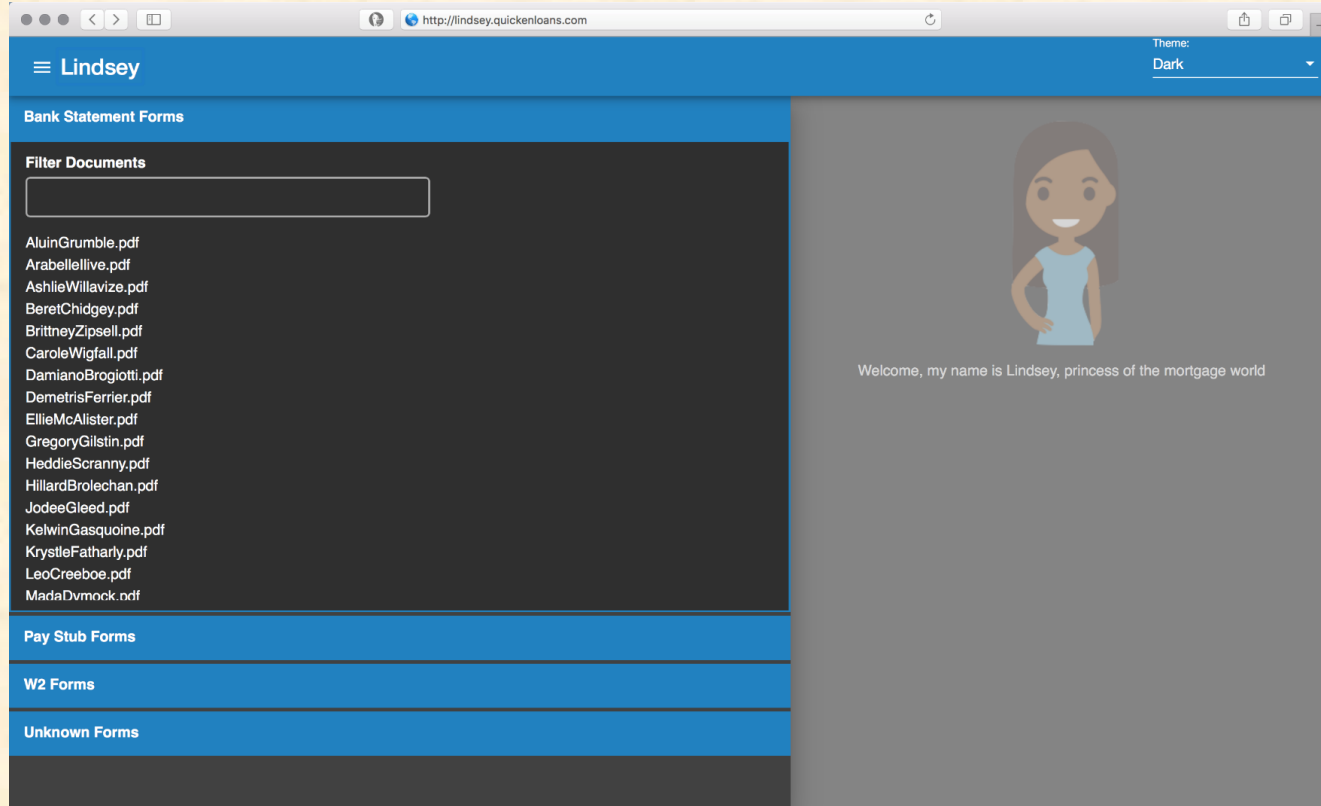 http://lindsey.quickenloans.com
Lindsey
Theme:
Dark
Bank Statement Forms
Filter Documents
AluinGrumble.pdf
ArabelleIlive.pdf
AshlieWillavize.pdf
BeretChidgey.pdf
BrittneyZipsell.pdf
CaroleWigfall.pdf
DamianoBrogiotti.pdf
DemetrisFerrier.pdf
EllieMcAlister.pdf
GregoryGilstin.pdf
HeddieScranny.pdf
HillardBrolechan.pdf
JodeeGleed.pdf
KelwinGasquoine.pdf
KrystleFatharly.pdf
LeoCreeboe.pdf
MadaDymock.pdf
Pay Stub Forms
W2 Forms
Unknown Forms
Welcome, my name is Lindsey, princess of the mortgage world